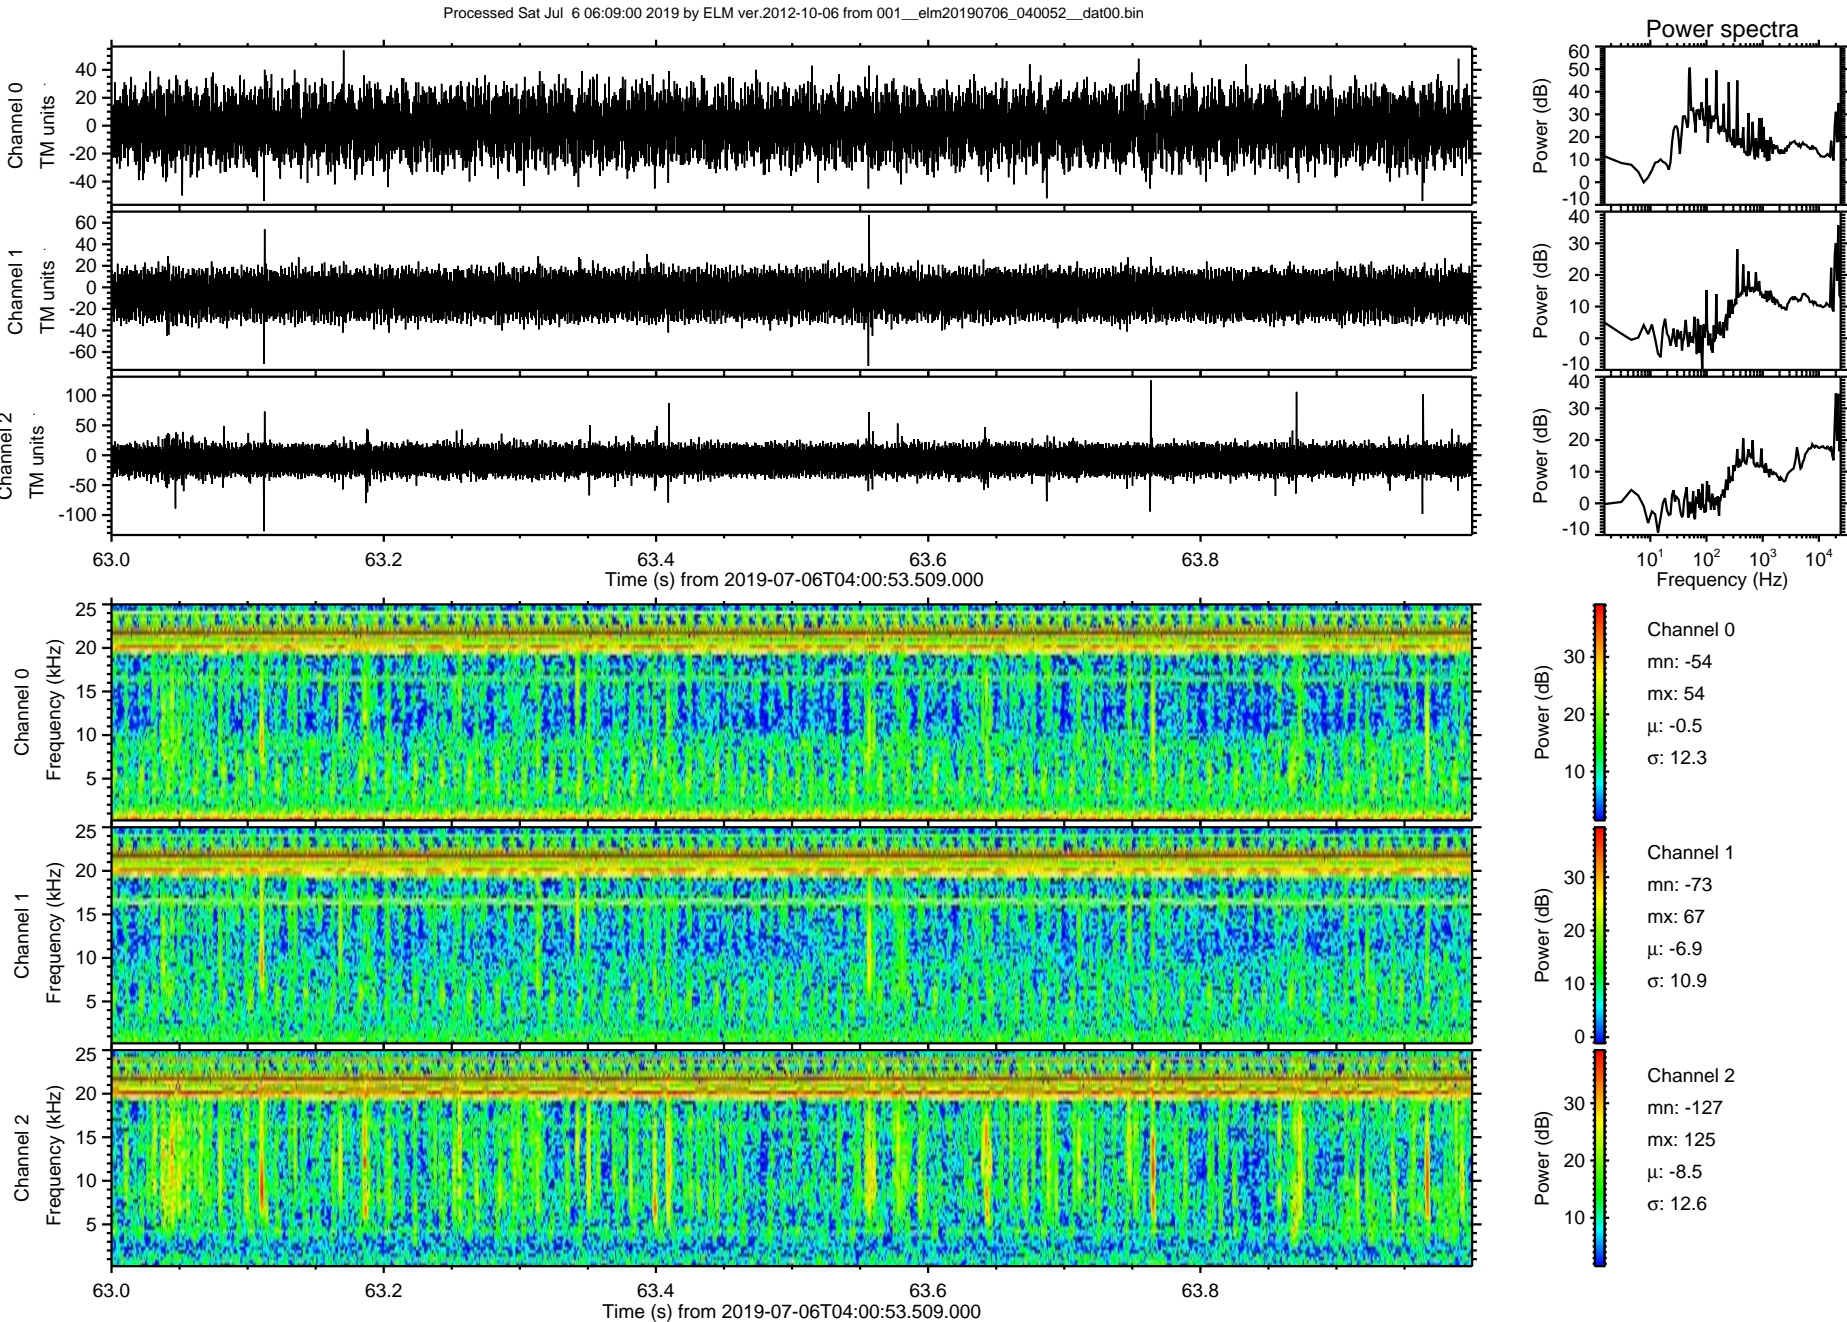 Processed Sat Jul  6 06:09:00 2019 by ELM ver.2012-10-06 from 001__elm20190706_040052__dat00.bin
Power spectra
Channel 0
TM units
40
20
0
-20
-40
Power (dB)
60
50
40
30
20
10
0
-10
Channel 1
TM units
60
40
20
0
-20
-40
-60
Power (dB)
40
30
20
10
0
-10
Channel 2
TM units
100
50
0
-50
-100
Power (dB)
40
30
20
10
0
-10
63.0 63.2 63.4 63.6 63.8
Time (s) from 2019-07-06T04:00:53.509.000
10¹ 10² 10³ 10⁴
Frequency (Hz)
Channel 0
Frequency (kHz)
25
20
15
10
5
Power (dB)
30
20
10
Channel 0
mn: -54
mx: 54
μ: -0.5
σ: 12.3
Channel 1
Frequency (kHz)
25
20
15
10
5
Power (dB)
30
20
10
0
Channel 1
mn: -73
mx: 67
μ: -6.9
σ: 10.9
Channel 2
Frequency (kHz)
25
20
15
10
5
Power (dB)
30
20
10
Channel 2
mn: -127
mx: 125
μ: -8.5
σ: 12.6
63.0 63.2 63.4 63.6 63.8
Time (s) from 2019-07-06T04:00:53.509.000